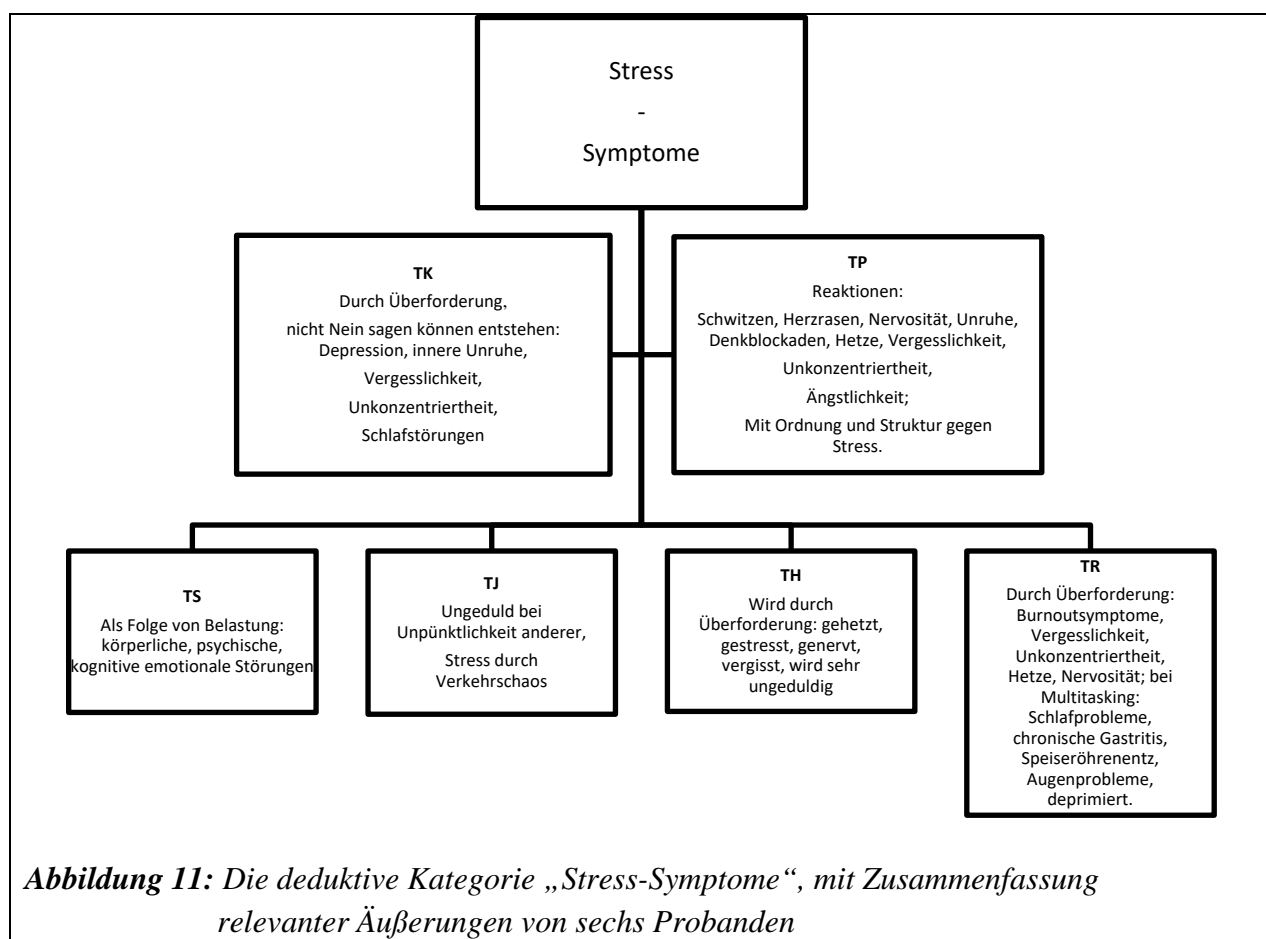 Stress
-
Symptome
TK
Durch Überforderung,
nicht Nein sagen können entstehen:
Depression, innere Unruhe,
Vergesslichkeit,
Unkonzentriertheit,
Schlafstörungen
TP
Reaktionen:
Schwitzen, Herzrasen, Nervosität, Unruhe,
Denkblockaden, Hetze, Vergesslichkeit,
Unkonzentriertheit,
Ängstlichkeit;
Mit Ordnung und Struktur gegen
Stress.
TS
Als Folge von Belastung:
körperliche, psychische,
kognitive emotionale Störungen
TJ
Ungeduld bei
Unpünktlichkeit anderer,
Stress durch
Verkehrschaos
TH
Wird durch
Überforderung: gehetzt,
gestresst, genervt,
vergisst, wird sehr
ungeduldig
TR
Durch Überforderung:
Burnoutsymptome,
Vergesslichkeit,
Unkonzentriertheit,
Hetze, Nervosität; bei
Multitasking:
Schlafprobleme,
chronische Gastritis,
Speiseröhrenentz,
Augenprobleme,
deprimiert.
Abbildung 11: Die deduktive Kategorie „Stress-Symptome“, mit Zusammenfassung
relevanter Äußerungen von sechs Probanden